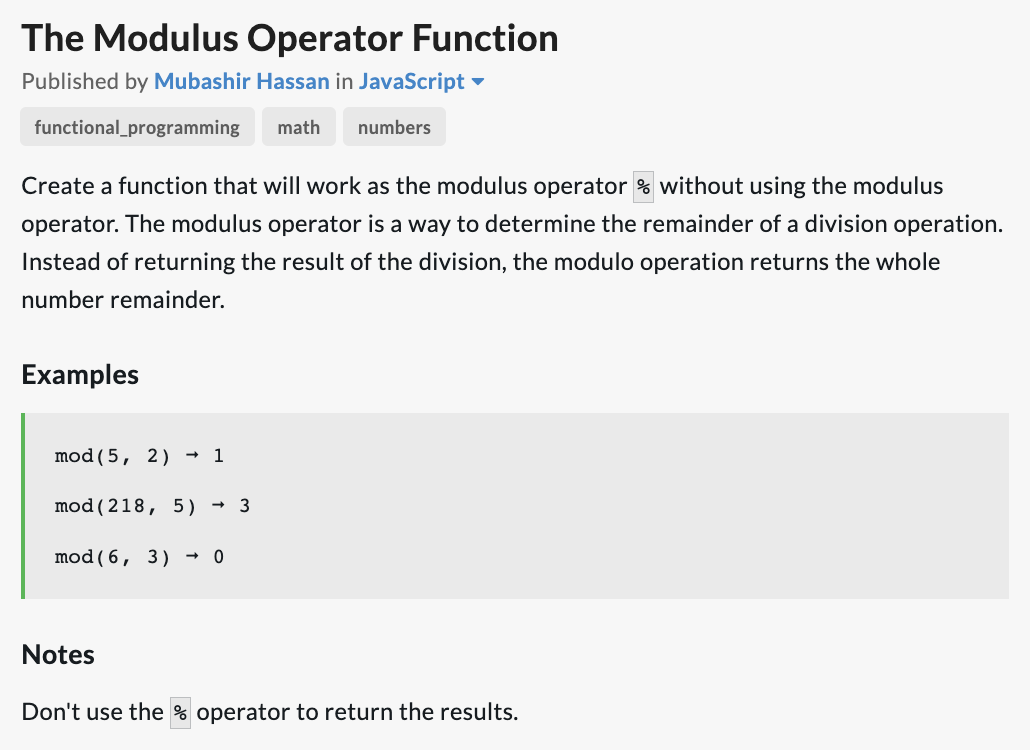 The Modulus Operator Function
Published by Mubashir Hassan in JavaScript
functional_programming math numbers
Create a function that will work as the modulus operator % without using the modulus
operator. The modulus operator is a way to determine the remainder of a division operation.
Instead of returning the result of the division, the modulo operation returns the whole
number remainder.
Examples
mod(5, 2) → 1
mod(218, 5) → 3
mod(6, 3) → 0
Notes
Don't use the % operator to return the results.